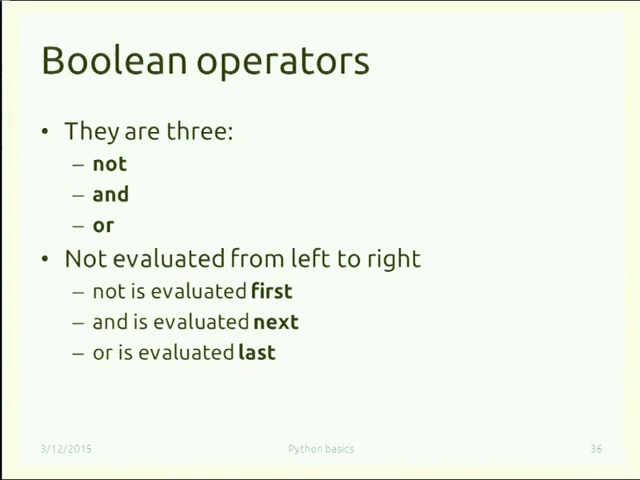 Boolean operators
• They are three:
– not
– and
– or
• Not evaluated from left to right
– not is evaluated first
– and is evaluated next
– or is evaluated last
3/12/2015 Python basics 36